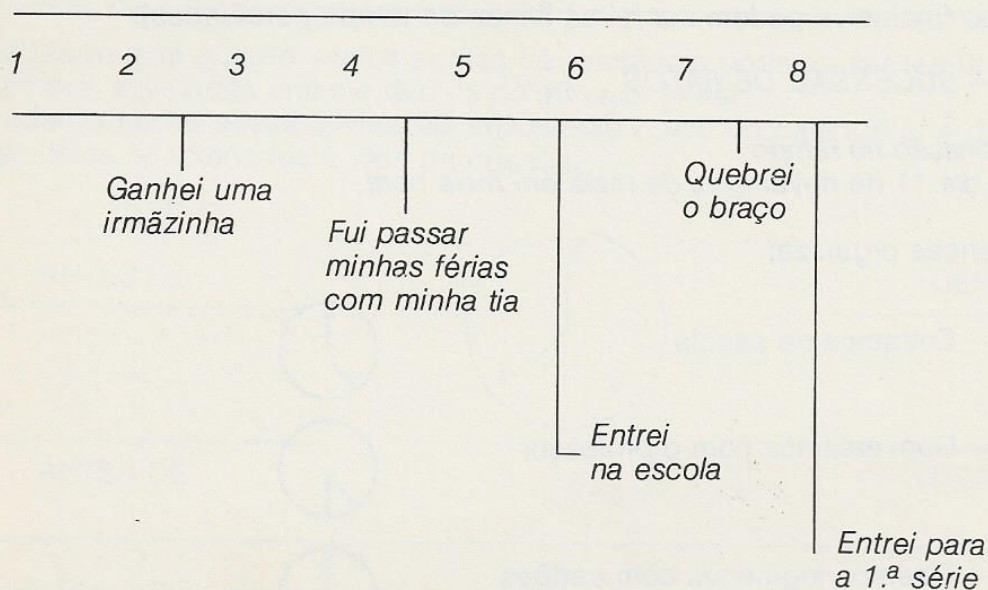 1 2 3 4 5 6 7 8
Ganhei uma
irmãzinha
Fui passar
minhas férias
com minha tia
Entrei
na escola
Quebrei
o braço
Entrei para
a 1.ª série